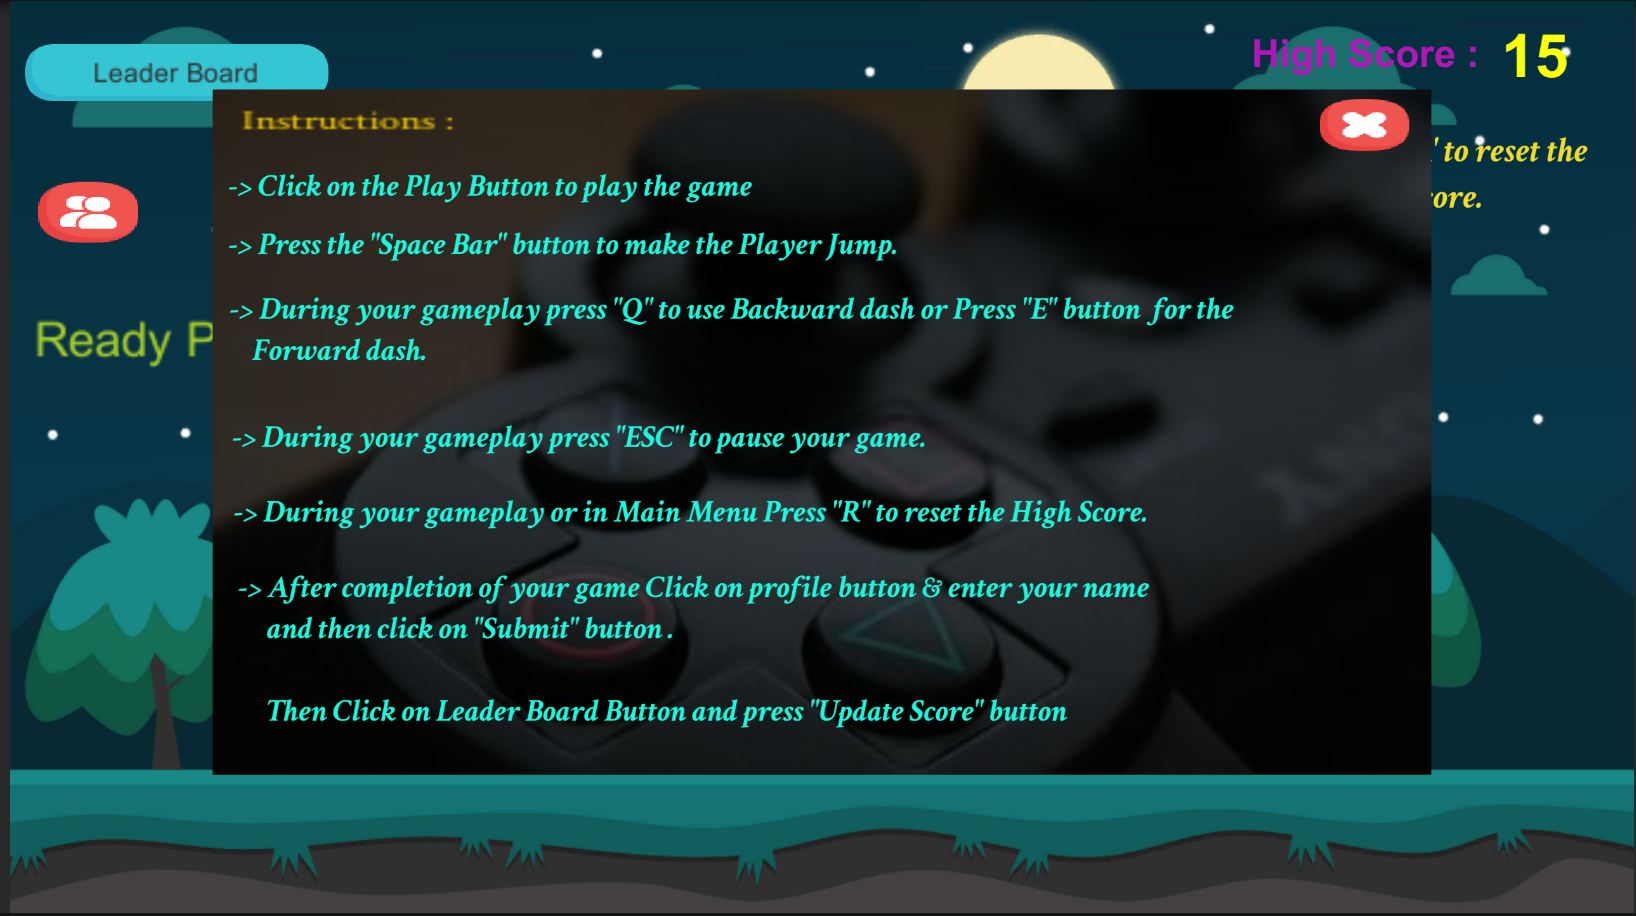 Leader Board
High Score : 15
Instructions :
to reset the
-> Click on the Play Button to play the game
-> Press the "Space Bar" button to make the Player Jump.
-> During your gameplay press "Q" to use Backward dash or Press "E" button for the
Forward dash.
Ready
-> During your gameplay press "ESC" to pause your game.
-> During your gameplay or in Main Menu Press "R" to reset the High Score.
-> After completion of your game Click on profile button & enter your name
and then click on "Submit" button .
Then Click on Leader Board Button and press "Update Score" button